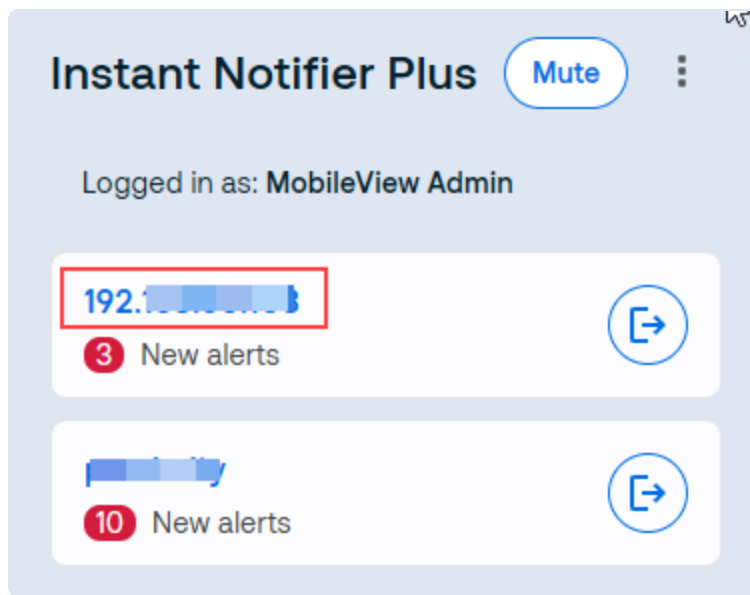 Instant Notifier Plus Mute
Logged in as: MobileView Admin
3 New alerts
10 New alerts